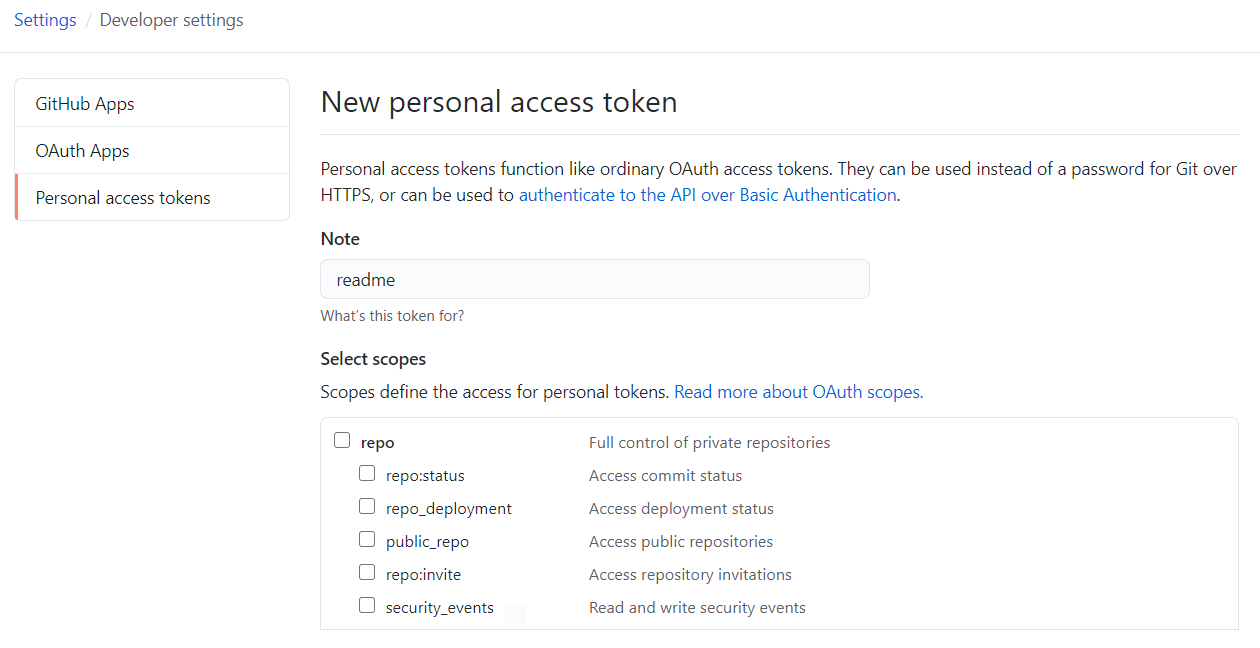 Settings / Developer settings
GitHub Apps
OAuth Apps
Personal access tokens
New personal access token
Personal access tokens function like ordinary OAuth access tokens. They can be used instead of a password for Git over
HTTPS, or can be used to authenticate to the API over Basic Authentication.
Note
readme
What's this token for?
Select scopes
Scopes define the access for personal tokens. Read more about OAuth scopes.
repo Full control of private repositories
repo:status Access commit status
repo_deployment Access deployment status
public_repo Access public repositories
repo:invite Access repository invitations
security_events Read and write security events